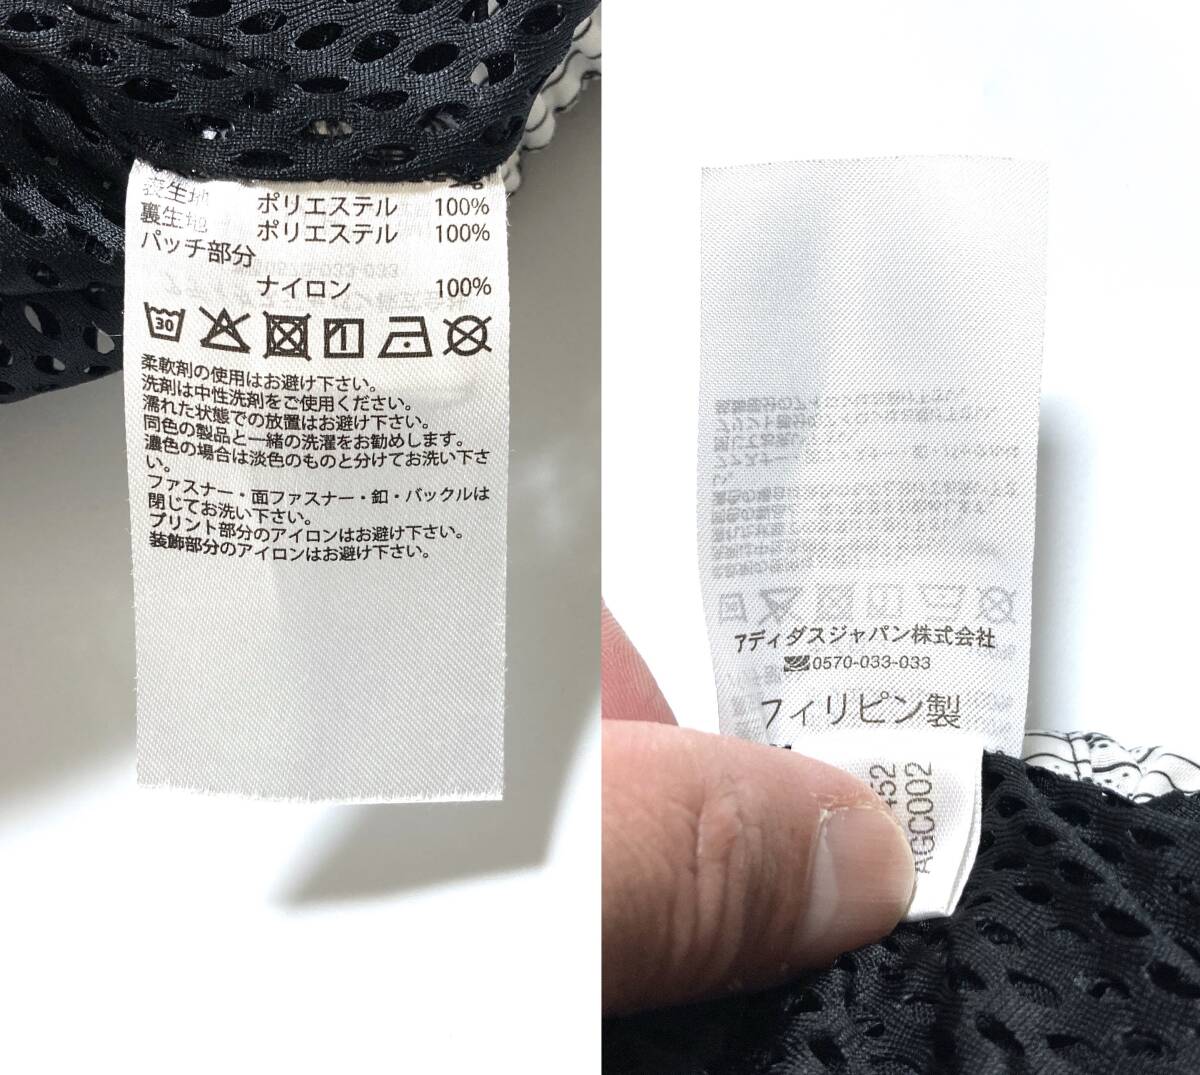 表生地 ポリエステル 100%
裏生地 ポリエステル 100%
パッチ部分
ナイロン 100%
30
柔軟剤の使用はお避け下さい。
洗剤は中性洗剤をご使用ください。
濡れた状態での放置はお避け下さい。
同色の製品と一緒の洗濯をお勧めします。
濃色の場合は淡色のものと分けてお洗い下さ
い。
ファスナー・面ファスナー・釦・バックルは
閉じてお洗い下さい。
プリント部分のアイロンはお避け下さい。
装飾部分のアイロンはお避け下さい。
アディダスジャパン株式会社
0570-033-033
フィリピン製
452
AGC002